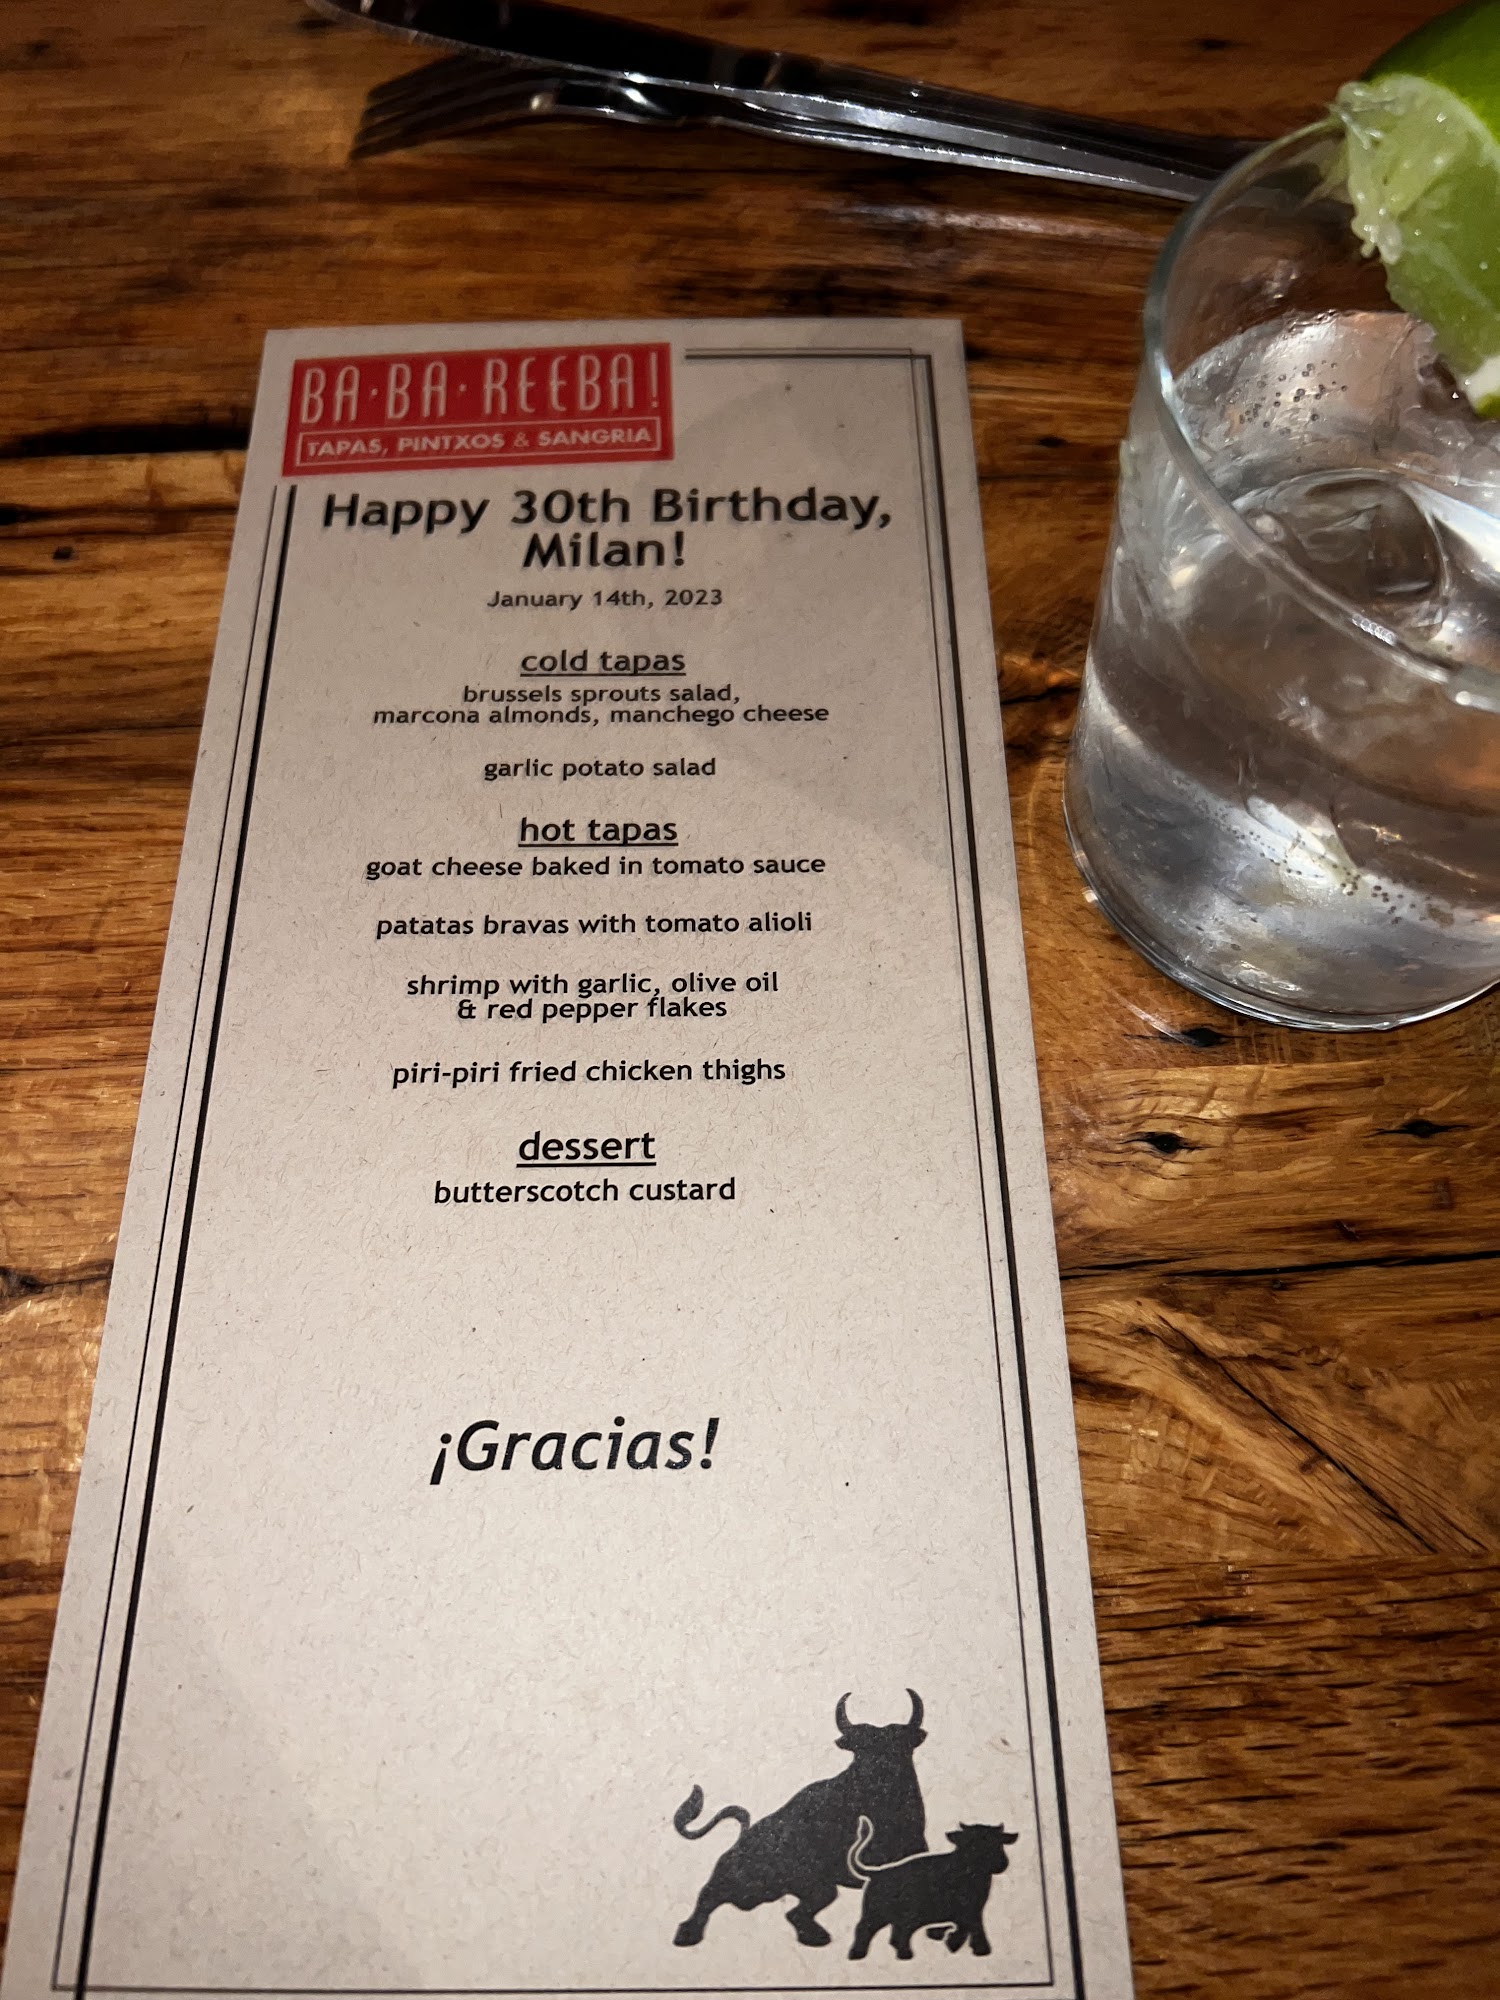 BA·BA·REEBA!
TAPAS, PINTXOS & SANGRIA
Happy 30th Birthday,
Milan!
January 14th, 2023
cold tapas
brussels sprouts salad,
marcona almonds, manchego cheese
garlic potato salad
hot tapas
goat cheese baked in tomato sauce
patatas bravas with tomato alioli
shrimp with garlic, olive oil
& red pepper flakes
piri-piri fried chicken thighs
dessert
butterscotch custard
¡Gracias!